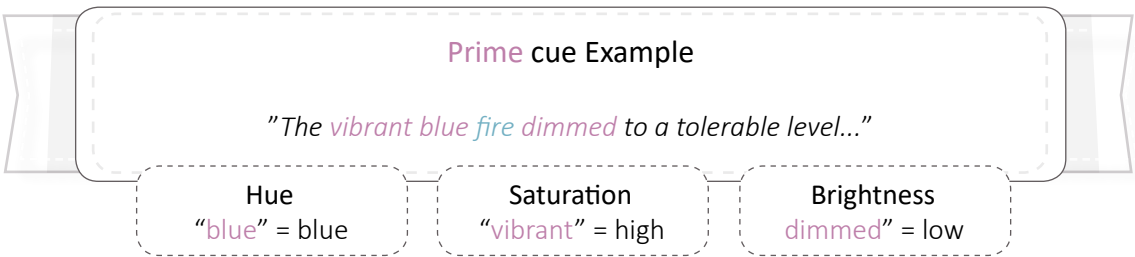 Prime cue Example
”The vibrant blue fire dimmed to a tolerable level...”
Hue
“blue” = blue
Saturation
“vibrant” = high
Brightness
dimmed” = low